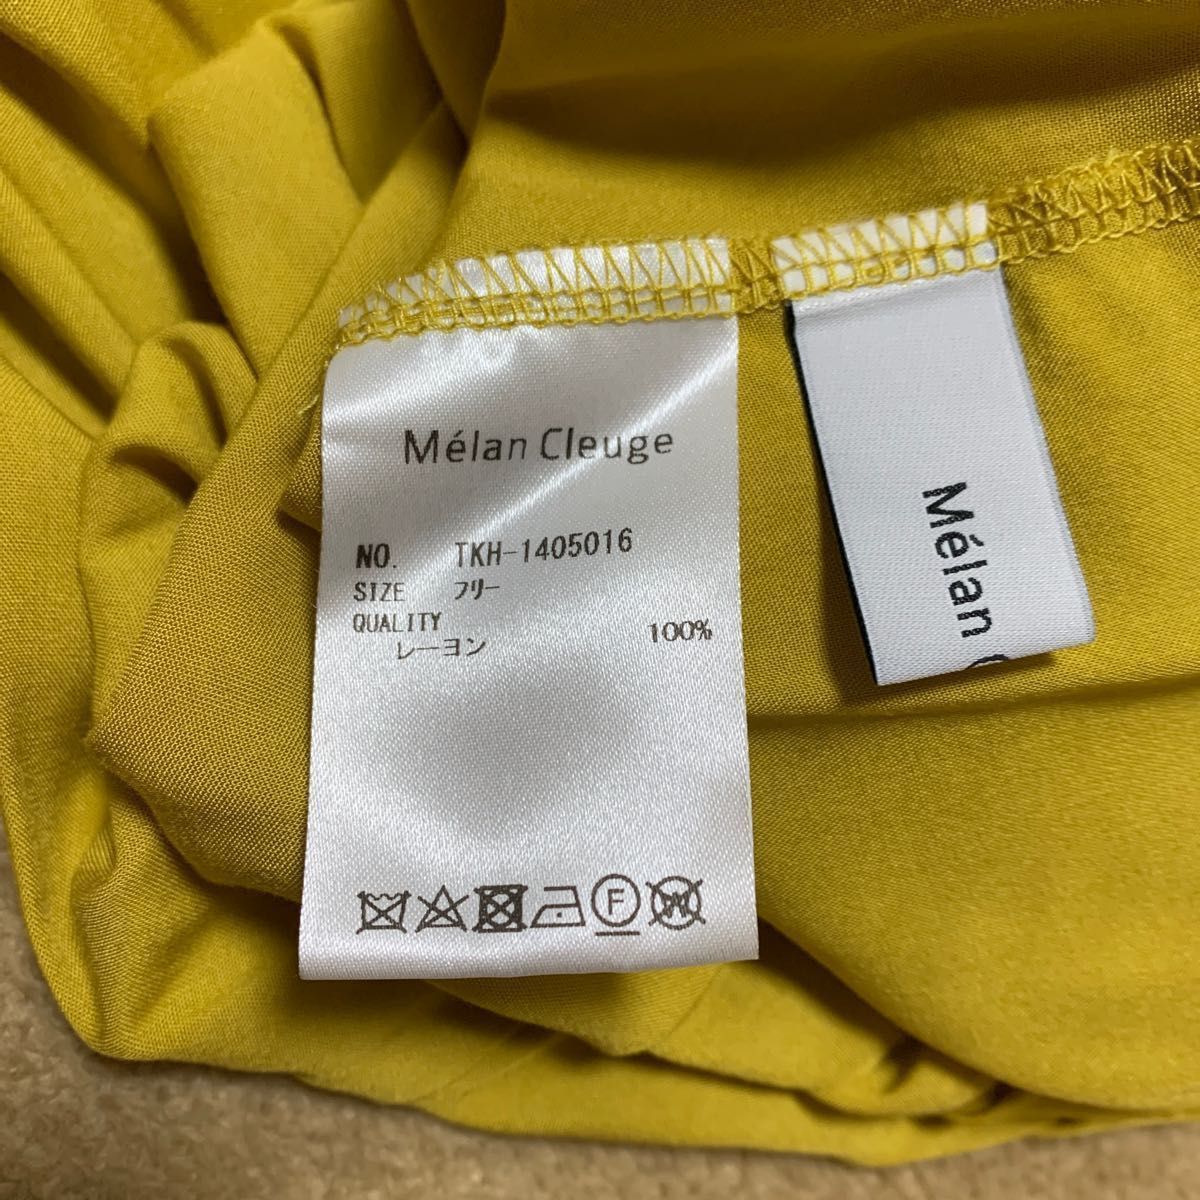 Mélan Cleuge
NO. TKH-1405016
SIZE フリー
QUALITY
レーヨン 100%
F
W
Mélan